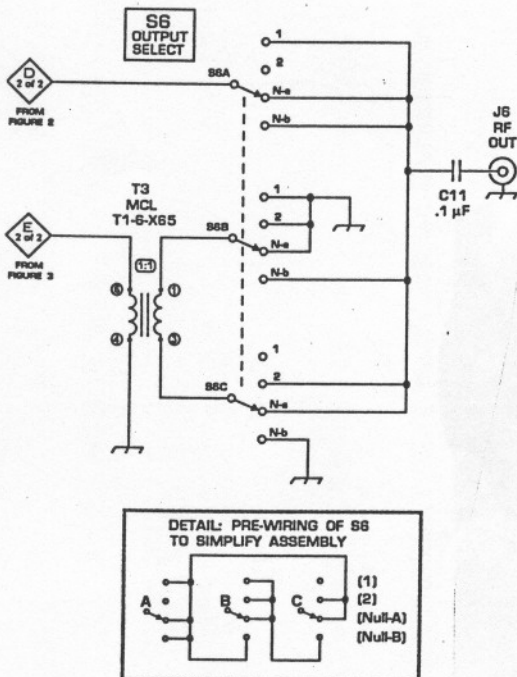 S6
OUTPUT
SELECT
1
2
N-a
N-b
S6A
D
2 of 2
FROM
FIGURE 2
J6
RF
OUT
C11
.1 µF
T3
MCL
T1-6-X65
1:1
E
2 of 2
FROM
FIGURE 3
S6B
1
2
N-a
N-b
6
1
4
3
S6C
1
2
N-a
N-b
DETAIL: PRE-WIRING OF S6
TO SIMPLIFY ASSEMBLY
A
B
C
(1)
(2)
(Null-A)
(Null-B)